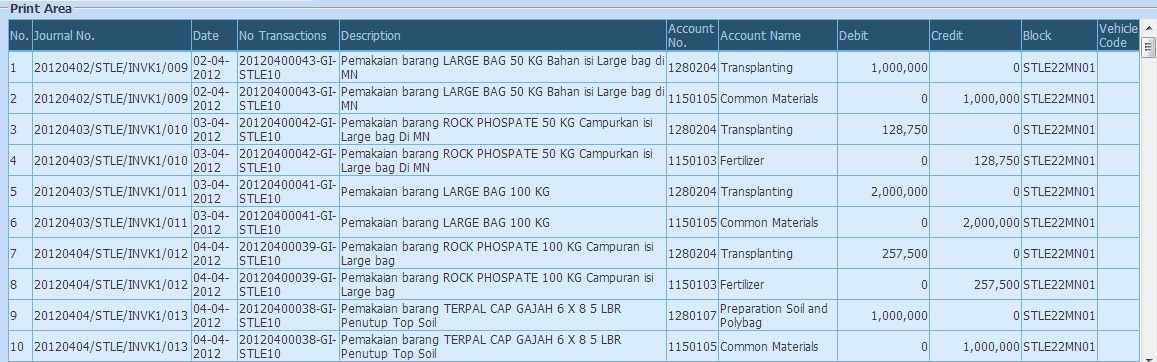 Print Area
No. Journal No. Date No Transactions Description Account No. Account Name Debit Credit Block Vehicle Code
1 20120402/STLE/INVK1/009 02-04-2012 20120400043-GI-STLE10 Pemakaian barang LARGE BAG 50 KG Bahan isi Large bag di MN 1280204 Transplanting 1,000,000 0 STLE22MN01
2 20120402/STLE/INVK1/009 02-04-2012 20120400043-GI-STLE10 Pemakaian barang LARGE BAG 50 KG Bahan isi Large bag di MN 1150105 Common Materials 0 1,000,000 STLE22MN01
3 20120403/STLE/INVK1/010 03-04-2012 20120400042-GI-STLE10 Pemakaian barang ROCK PHOSPATE 50 KG Campurkan isi Large bag Di MN 1280204 Transplanting 128,750 0 STLE22MN01
4 20120403/STLE/INVK1/010 03-04-2012 20120400042-GI-STLE10 Pemakaian barang ROCK PHOSPATE 50 KG Campurkan isi Large bag Di MN 1150103 Fertilizer 0 128,750 STLE22MN01
5 20120403/STLE/INVK1/011 03-04-2012 20120400041-GI-STLE10 Pemakaian barang LARGE BAG 100 KG 1280204 Transplanting 2,000,000 0 STLE22MN01
6 20120403/STLE/INVK1/011 03-04-2012 20120400041-GI-STLE10 Pemakaian barang LARGE BAG 100 KG 1150105 Common Materials 0 2,000,000 STLE22MN01
7 20120404/STLE/INVK1/012 04-04-2012 20120400039-GI-STLE10 Pemakaian barang ROCK PHOSPATE 100 KG Campuran isi Large bag 1280204 Transplanting 257,500 0 STLE22MN01
8 20120404/STLE/INVK1/012 04-04-2012 20120400039-GI-STLE10 Pemakaian barang ROCK PHOSPATE 100 KG Campuran isi Large bag 1150103 Fertilizer 0 257,500 STLE22MN01
9 20120404/STLE/INVK1/013 04-04-2012 20120400038-GI-STLE10 Pemakaian barang TERPAL CAP GAJAH 6 X 8 5 LBR Penutup Top Soil 1280107 Preparation Soil and Polybag 1,000,000 0 STLE22MN01
10 20120404/STLE/INVK1/013 04-04-2012 20120400038-GI-STLE10 Pemakaian barang TERPAL CAP GAJAH 6 X 8 5 LBR Penutup Top Soil 1150105 Common Materials 0 1,000,000 STLE22MN01